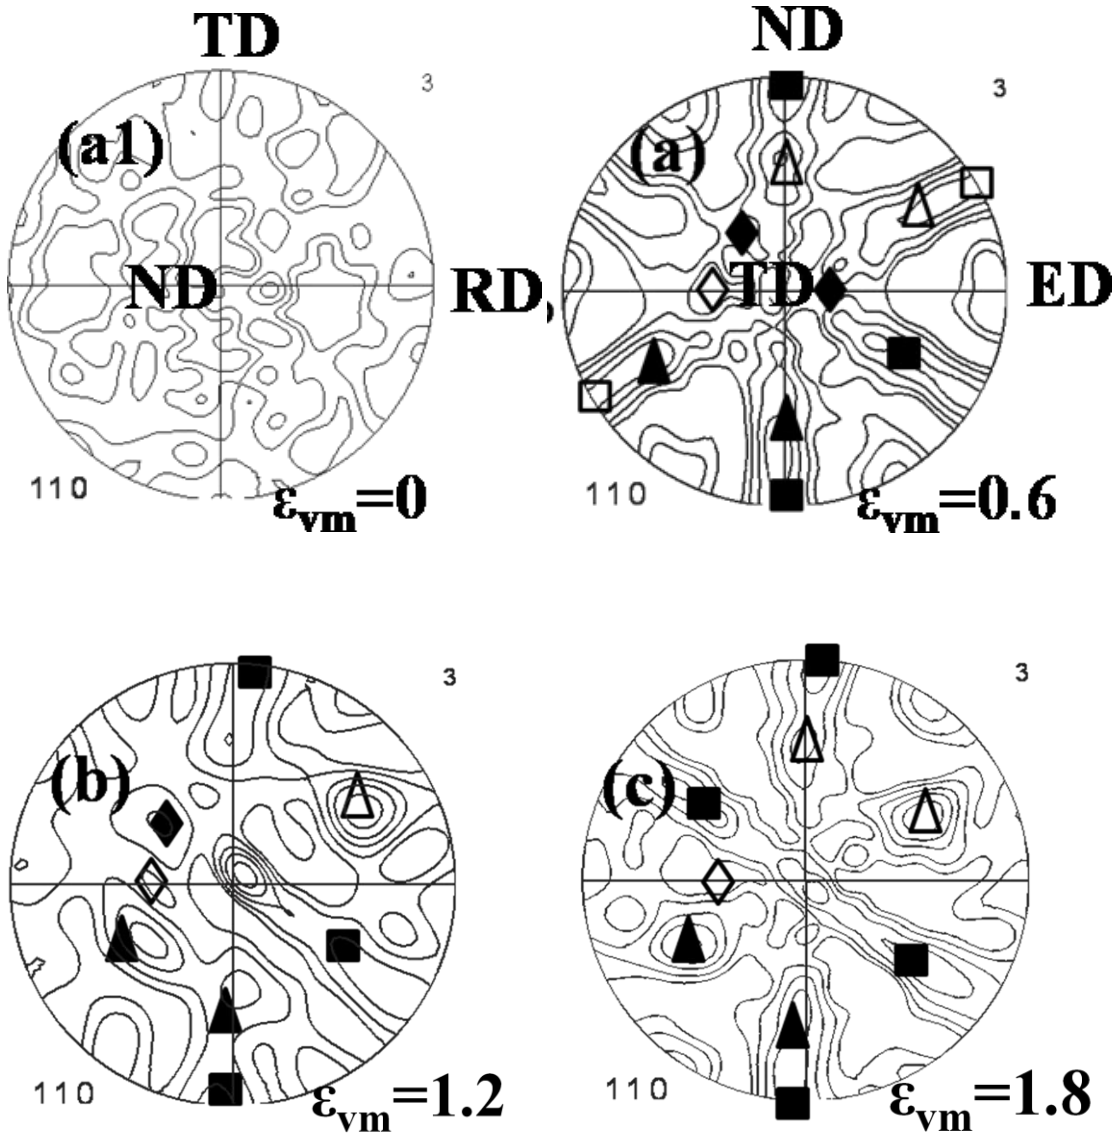 TD
3
(a1)
ND
RD,
110
εvm=0
ND
3
(a)
TD
ED
110
εvm=0.6
3
(b)
110
εvm=1.2
3
(c)
110
εvm=1.8